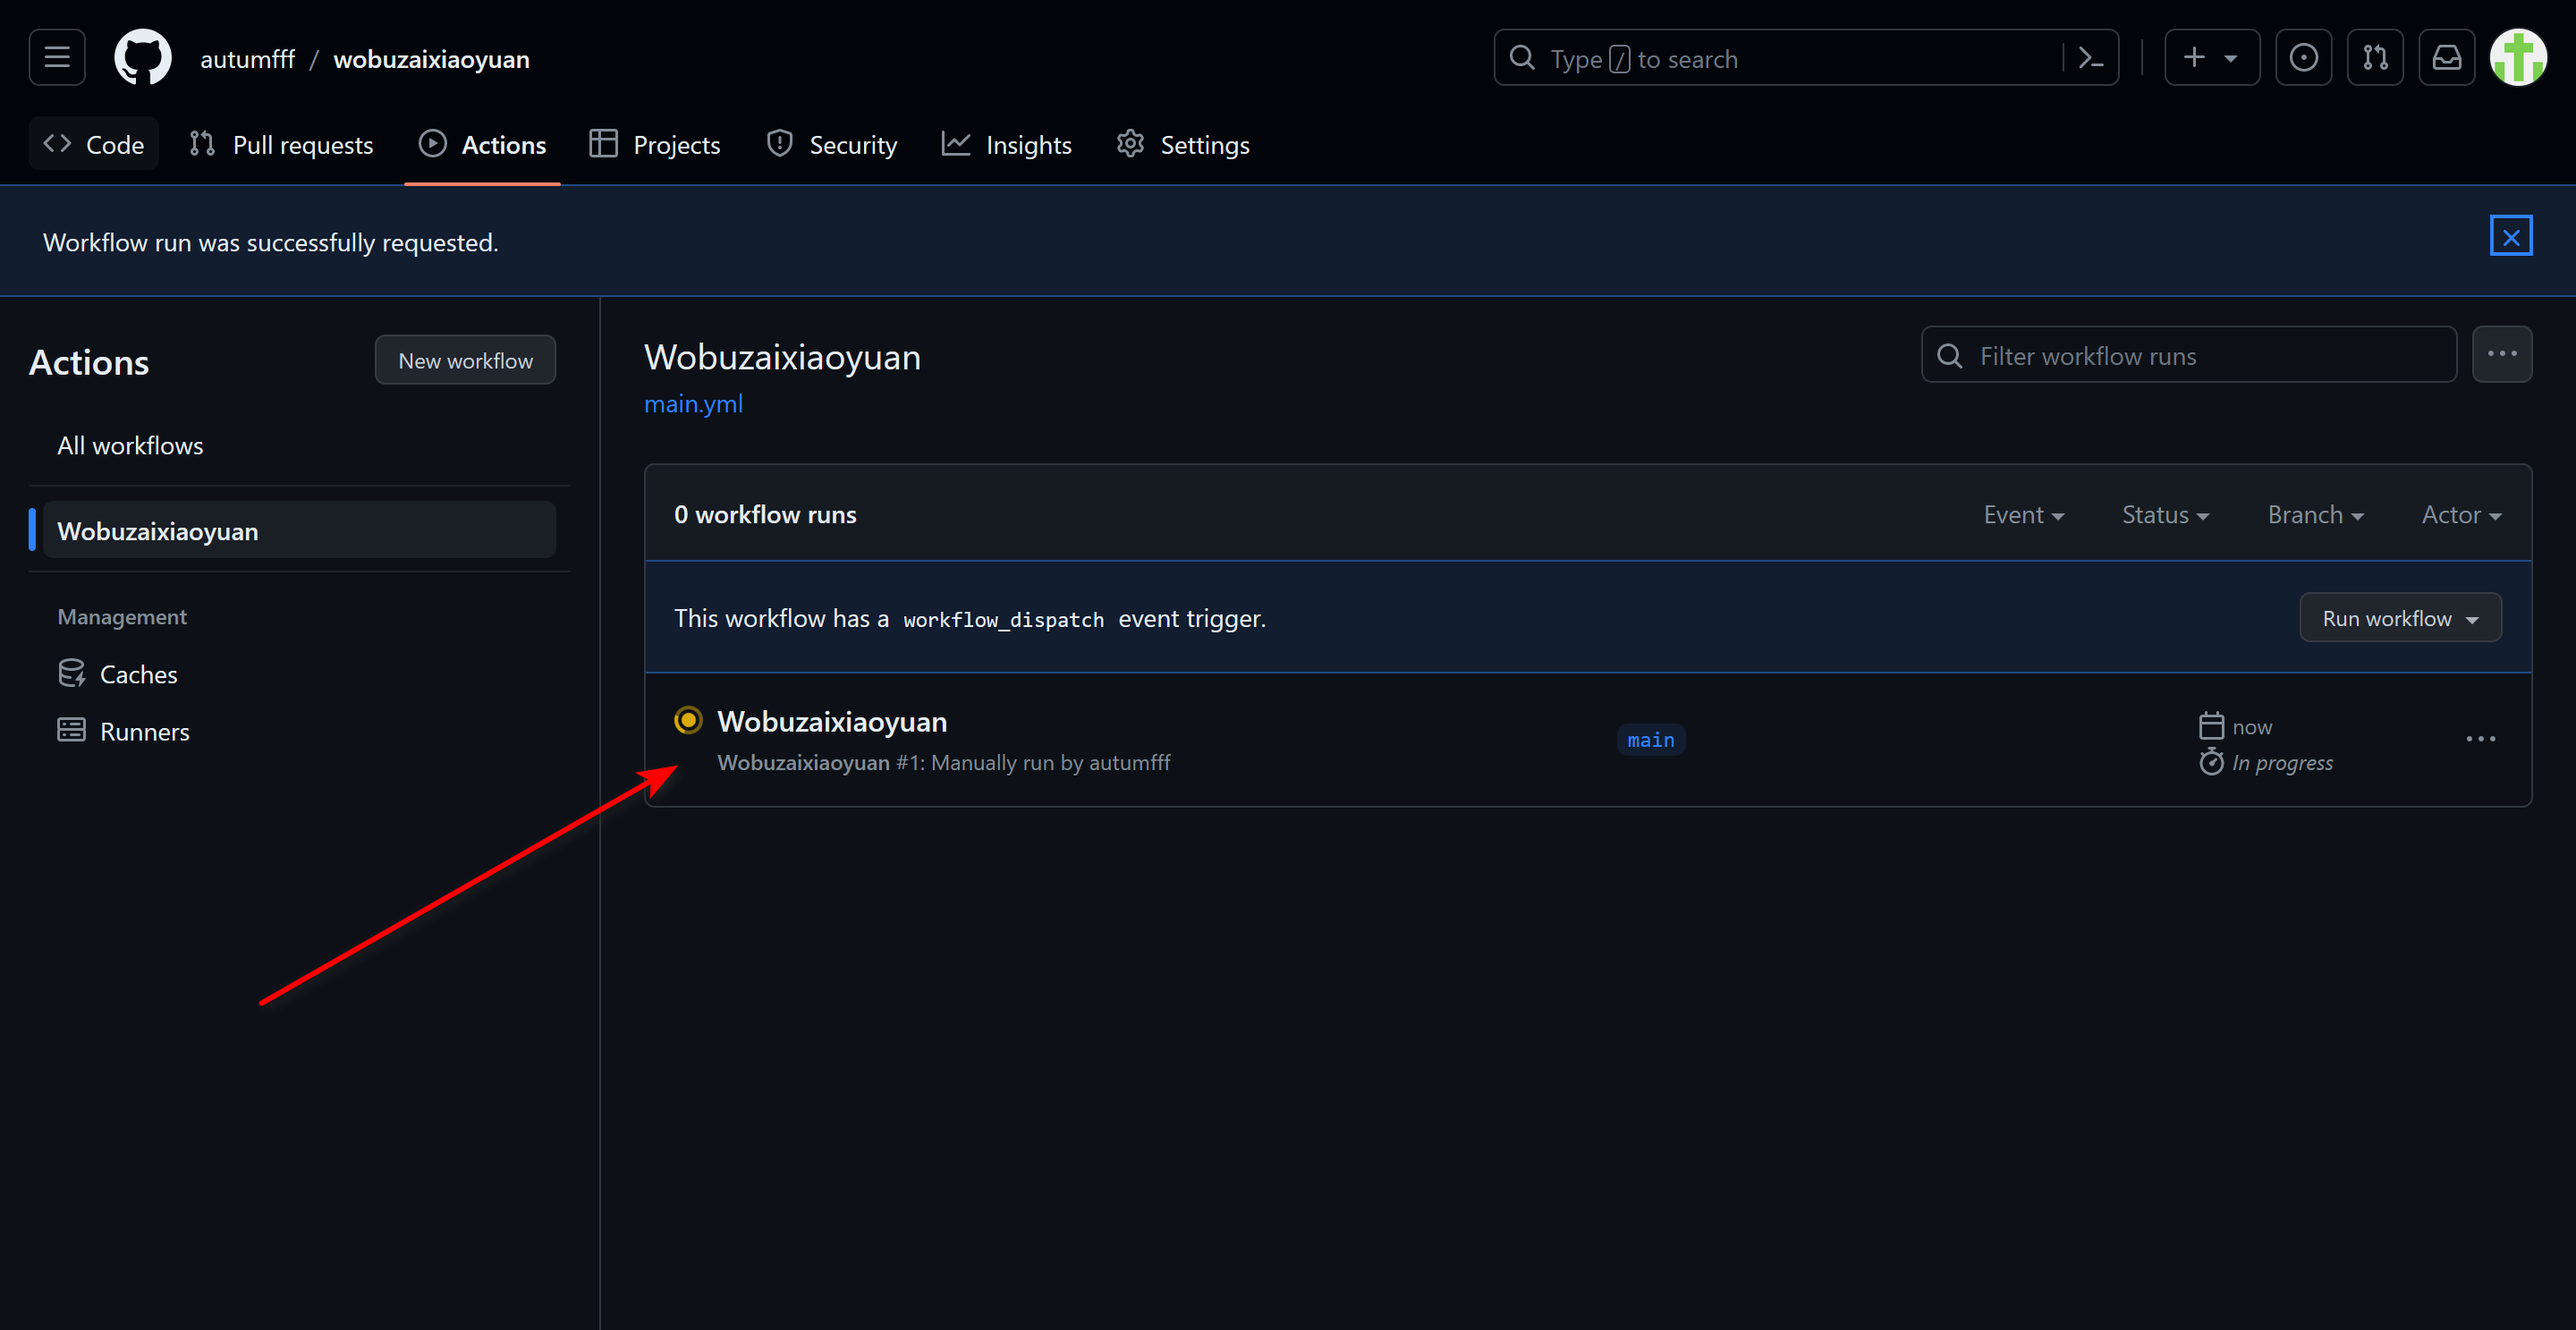 autumfff / wobuzaixiaoyuan
Type / to search
Code
Pull requests
Actions
Projects
Security
Insights
Settings
Workflow run was successfully requested.
Actions
New workflow
All workflows
Wobuzaixiaoyuan
Management
Caches
Runners
Wobuzaixiaoyuan
main.yml
Filter workflow runs
0 workflow runs
Event
Status
Branch
Actor
This workflow has a workflow_dispatch event trigger.
Run workflow
Wobuzaixiaoyuan
Wobuzaixiaoyuan #1: Manually run by autumfff
main
now
In progress